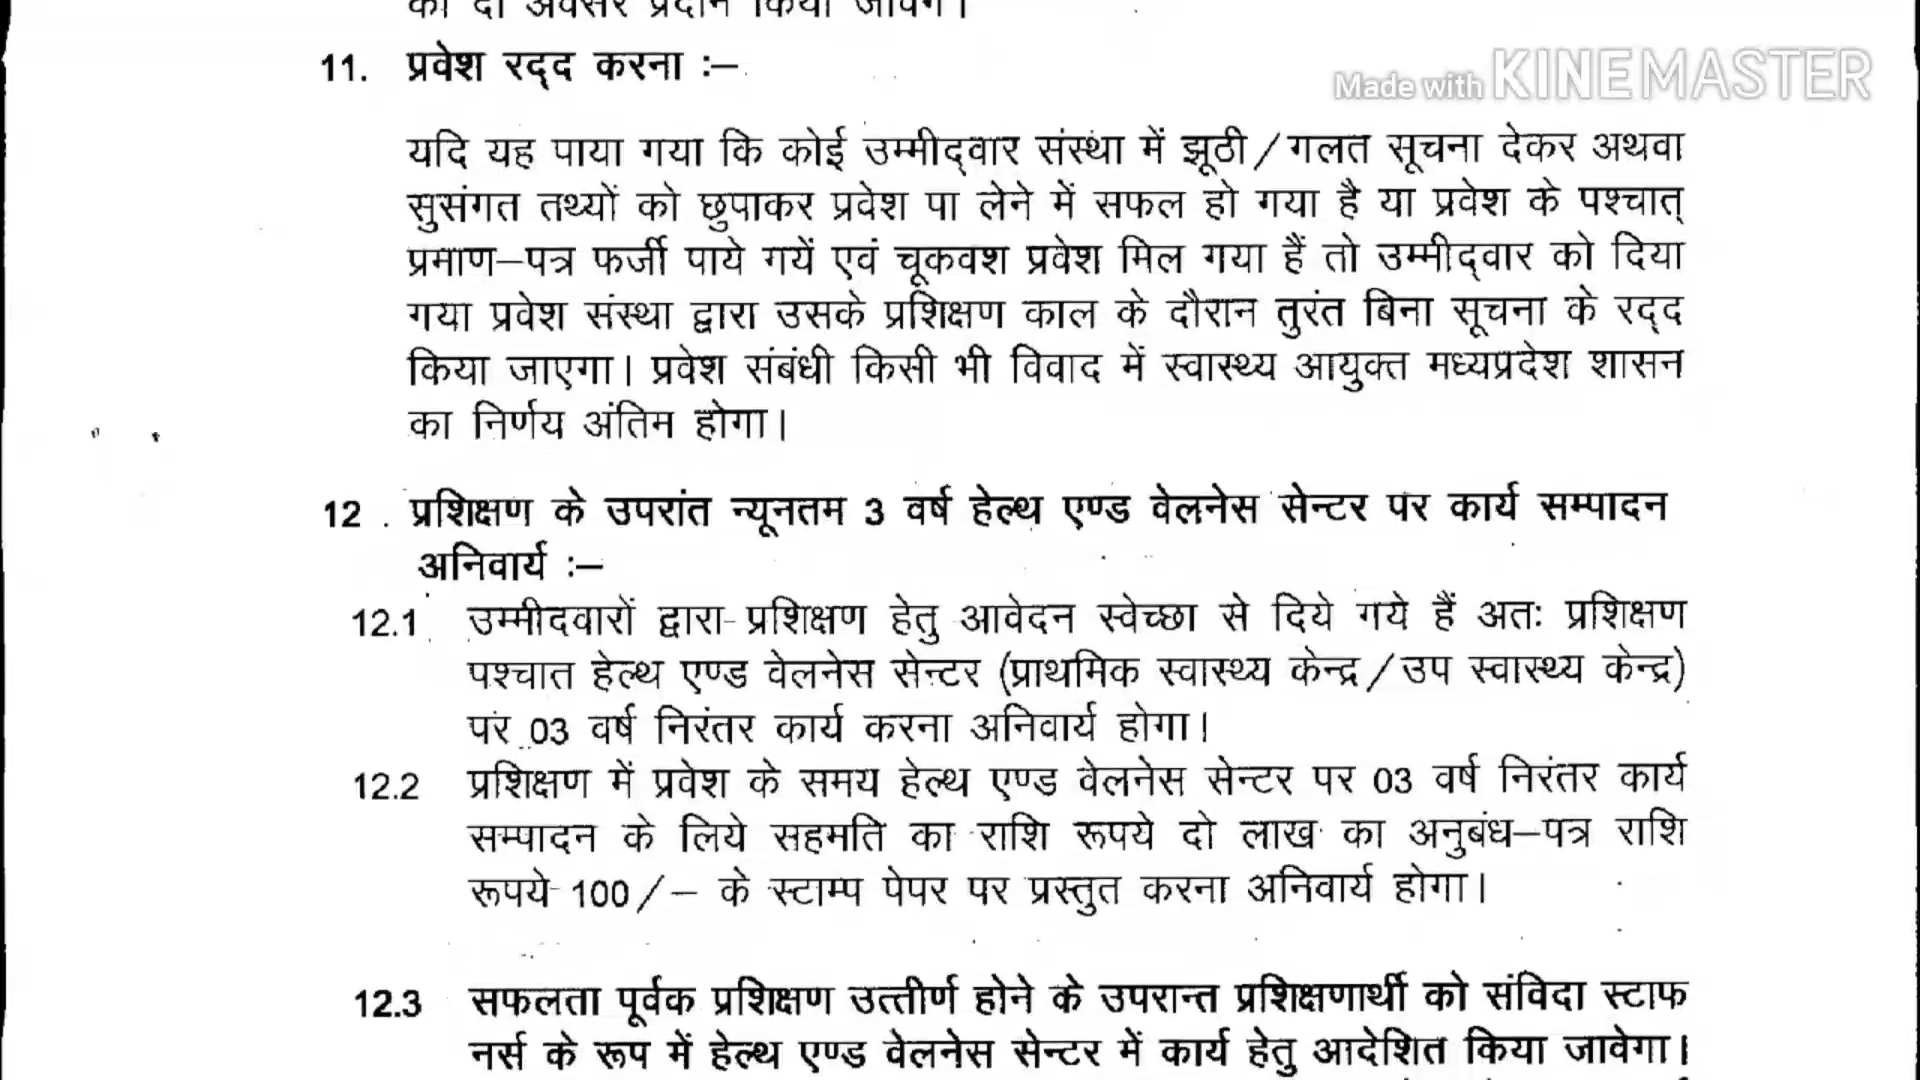 को दो अवसर प्रदान किया जावेगे।
11. प्रवेश रद्द करना :–
Made with KINEMASTER
यदि यह पाया गया कि कोई उम्मीद्वार संस्था में झूठी/गलत सूचना देकर अथवा
सुसंगत तथ्यों को छुपाकर प्रवेश पा लेने में सफल हो गया है या प्रवेश के पश्चात्
प्रमाण–पत्र फर्जी पाये गयें एवं चूकवश प्रवेश मिल गया हैं तो उम्मीद्वार को दिया
गया प्रवेश संस्था द्वारा उसके प्रशिक्षण काल के दौरान तुरंत बिना सूचना के रद्द
किया जाएगा। प्रवेश संबंधी किसी भी विवाद में स्वास्थ्य आयुक्त मध्यप्रदेश शासन
का निर्णय अंतिम होगा।
12 . प्रशिक्षण के उपरांत न्यूनतम 3 वर्ष हेल्थ एण्ड वेलनेस सेन्टर पर कार्य सम्पादन
अनिवार्य :–
12.1 उम्मीदवारों द्वारा प्रशिक्षण हेतु आवेदन स्वेच्छा से दिये गये हैं अतः प्रशिक्षण
पश्चात हेल्थ एण्ड वेलनेस सेन्टर (प्राथमिक स्वास्थ्य केन्द्र/उप स्वास्थ्य केन्द्र)
पर 03 वर्ष निरंतर कार्य करना अनिवार्य होगा।
12.2 प्रशिक्षण में प्रवेश के समय हेल्थ एण्ड वेलनेस सेन्टर पर 03 वर्ष निरंतर कार्य
सम्पादन के लिये सहमति का राशि रूपये दो लाख का अनुबंध–पत्र राशि
रूपये 100/– के स्टाम्प पेपर पर प्रस्तुत करना अनिवार्य होगा।
12.3 सफलता पूर्वक प्रशिक्षण उत्तीर्ण होने के उपरान्त प्रशिक्षणार्थी को संविदा स्टाफ
नर्स के रूप में हेल्थ एण्ड वेलनेस सेन्टर में कार्य हेतु आदेशित किया जावेगा।